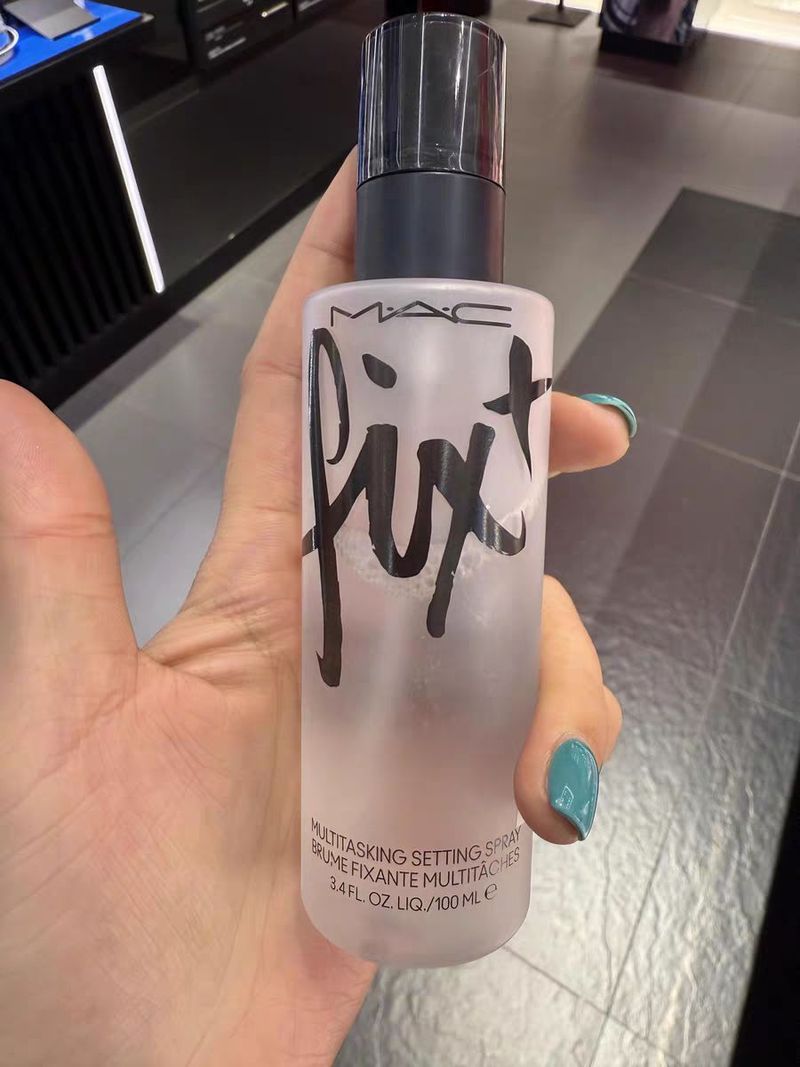 M·A·C
fix+
MULTITASKING SETTING SPRAY
BRUME FIXANTE MULTITÂCHES
3.4 FL. OZ. LIQ./100 ML ℮